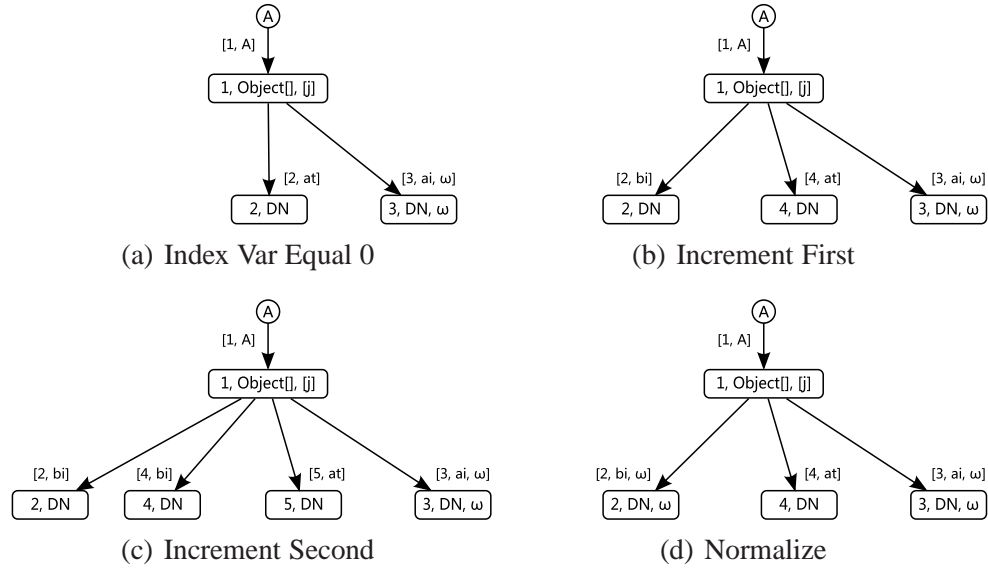 A
[1, A]
1, Object[], [j]
[2, at]
[3, ai, ω]
2, DN
3, DN, ω
(a) Index Var Equal 0
A
[1, A]
1, Object[], [j]
[2, bi]
[4, at]
[3, ai, ω]
2, DN
4, DN
3, DN, ω
(b) Increment First
A
[1, A]
1, Object[], [j]
[2, bi]
[4, bi]
[5, at]
[3, ai, ω]
2, DN
4, DN
5, DN
3, DN, ω
(c) Increment Second
A
[1, A]
1, Object[], [j]
[2, bi, ω]
[4, at]
[3, ai, ω]
2, DN, ω
4, DN
3, DN, ω
(d) Normalize